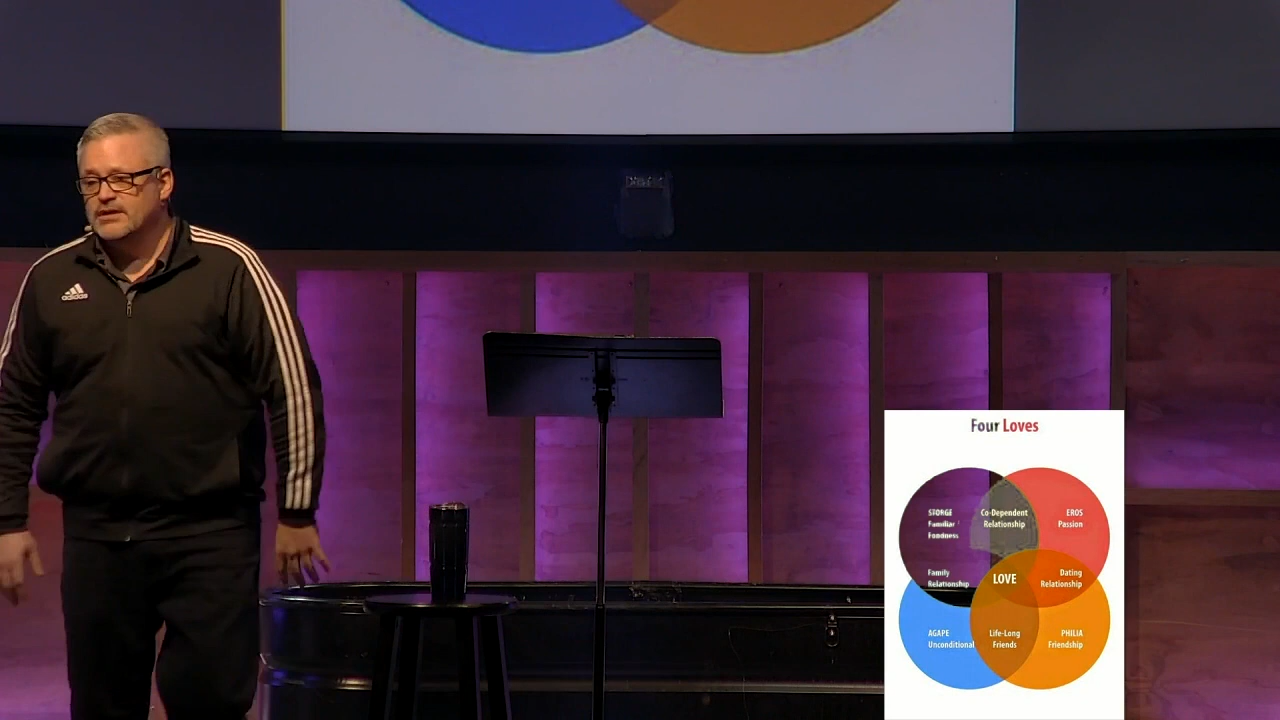 adidas
Four Loves
STORGE
Familiar
Fondness
Co-Dependent
Relationship
EROS
Passion
Family
Relationship
LOVE
Dating
Relationship
AGAPE
Unconditional
Life-Long
Friends
PHILIA
Friendship